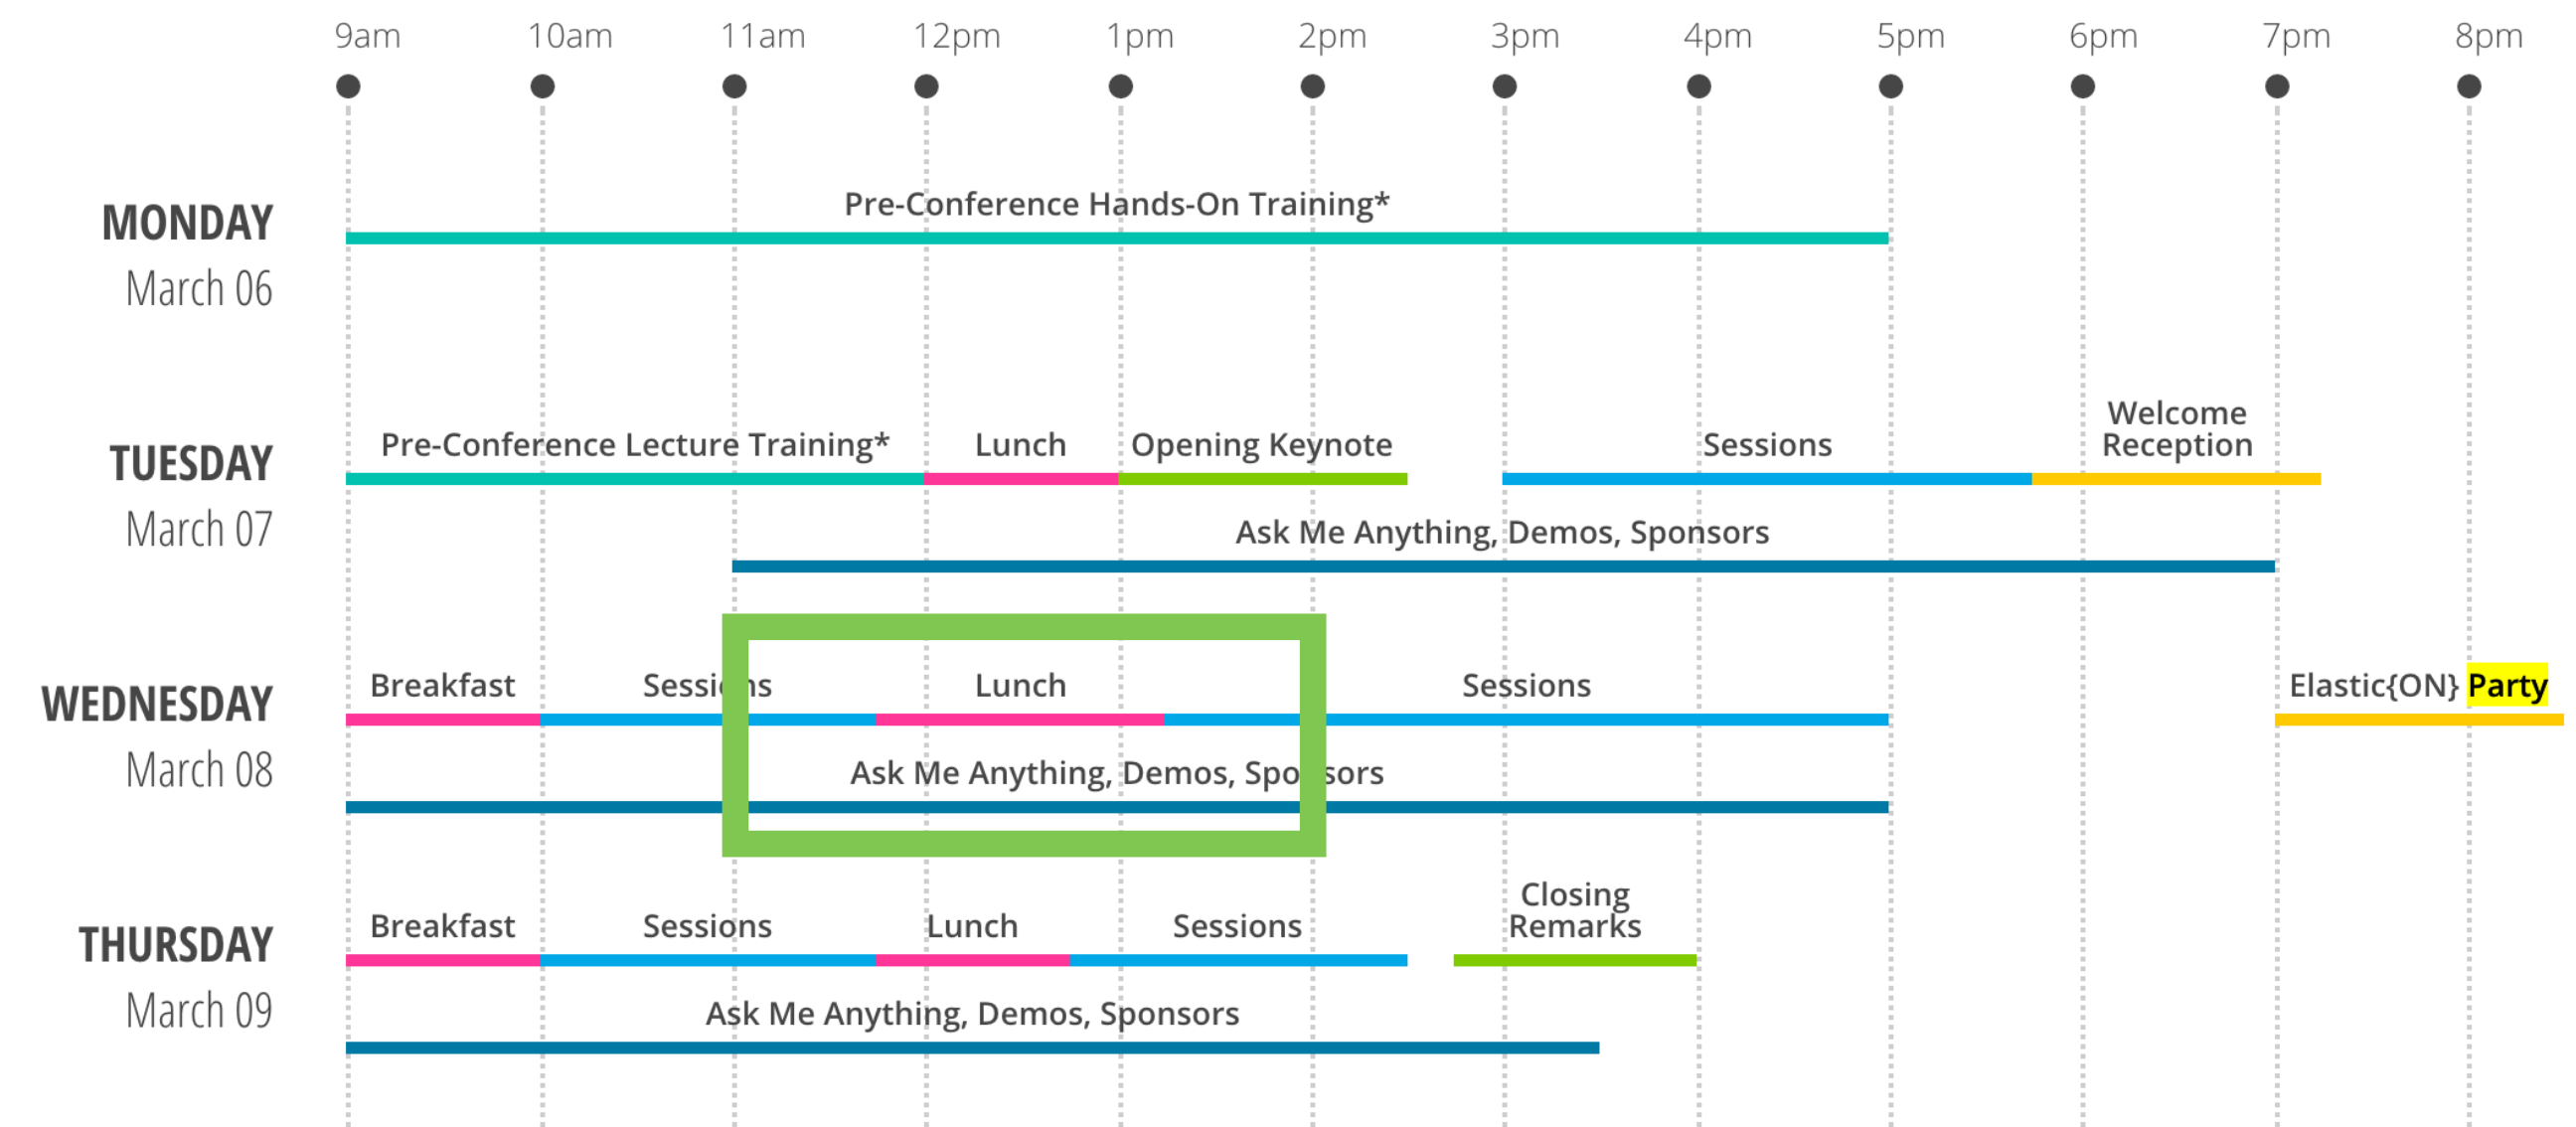 9am 10am 11am 12pm 1pm 2pm 3pm 4pm 5pm 6pm 7pm 8pm
MONDAY
March 06
Pre-Conference Hands-On Training*
TUESDAY
March 07
Pre-Conference Lecture Training* Lunch Opening Keynote Sessions Welcome
Reception
Ask Me Anything, Demos, Sponsors
WEDNESDAY
March 08
Breakfast Sessions Lunch Sessions Elastic{ON} Party
Ask Me Anything, Demos, Sponsors
THURSDAY
March 09
Breakfast Sessions Lunch Sessions Closing
Remarks
Ask Me Anything, Demos, Sponsors